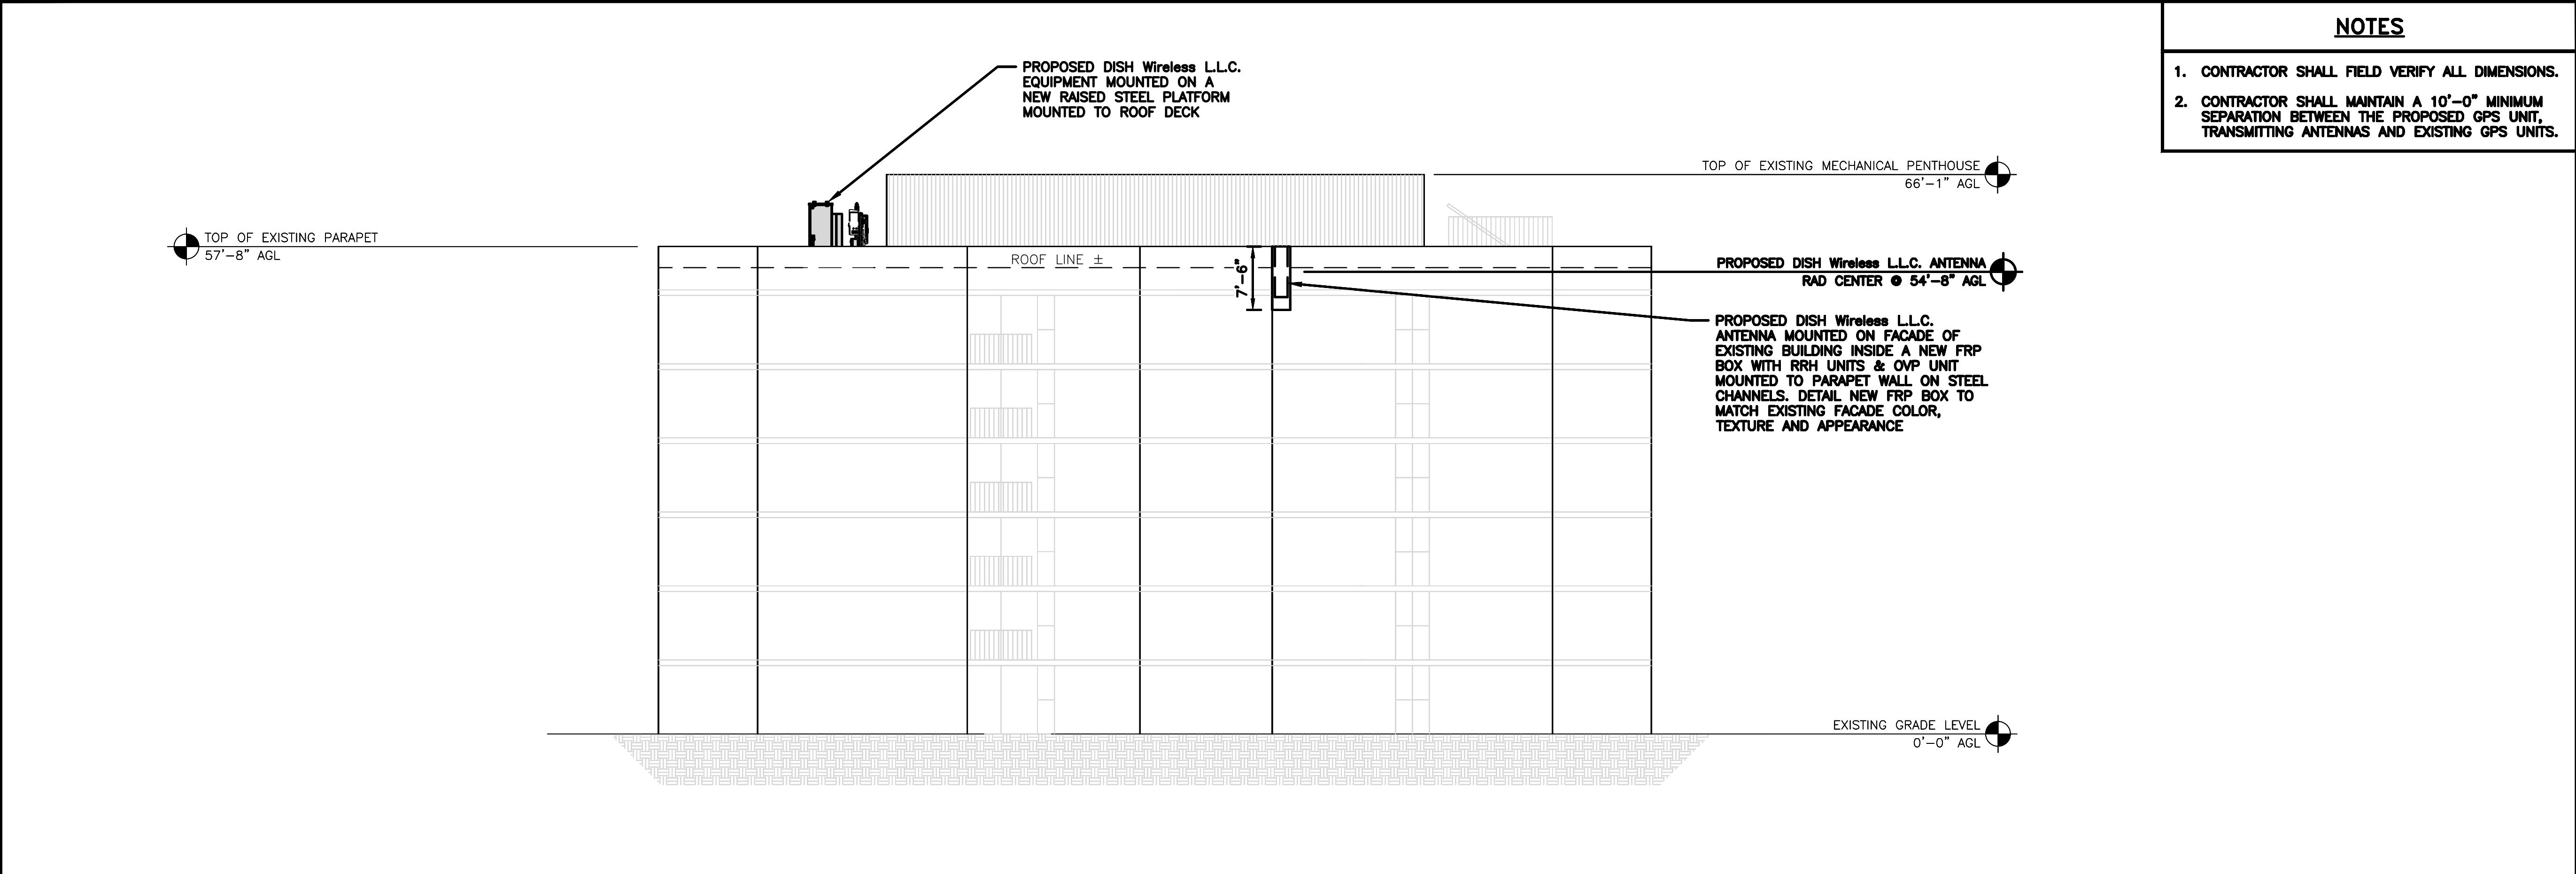 NOTES
1. CONTRACTOR SHALL FIELD VERIFY ALL DIMENSIONS.
2. CONTRACTOR SHALL MAINTAIN A 10'-0" MINIMUM
SEPARATION BETWEEN THE PROPOSED GPS UNIT,
TRANSMITTING ANTENNAS AND EXISTING GPS UNITS.
PROPOSED DISH Wireless L.L.C.
EQUIPMENT MOUNTED ON A
NEW RAISED STEEL PLATFORM
MOUNTED TO ROOF DECK
TOP OF EXISTING MECHANICAL PENTHOUSE
66'-1" AGL
TOP OF EXISTING PARAPET
57'-8" AGL
ROOF LINE ±
7'-6"
PROPOSED DISH Wireless L.L.C. ANTENNA
RAD CENTER @ 54'-8" AGL
PROPOSED DISH Wireless L.L.C.
ANTENNA MOUNTED ON FACADE OF
EXISTING BUILDING INSIDE A NEW FRP
BOX WITH RRH UNITS & OVP UNIT
MOUNTED TO PARAPET WALL ON STEEL
CHANNELS. DETAIL NEW FRP BOX TO
MATCH EXISTING FACADE COLOR,
TEXTURE AND APPEARANCE
EXISTING GRADE LEVEL
0'-0" AGL